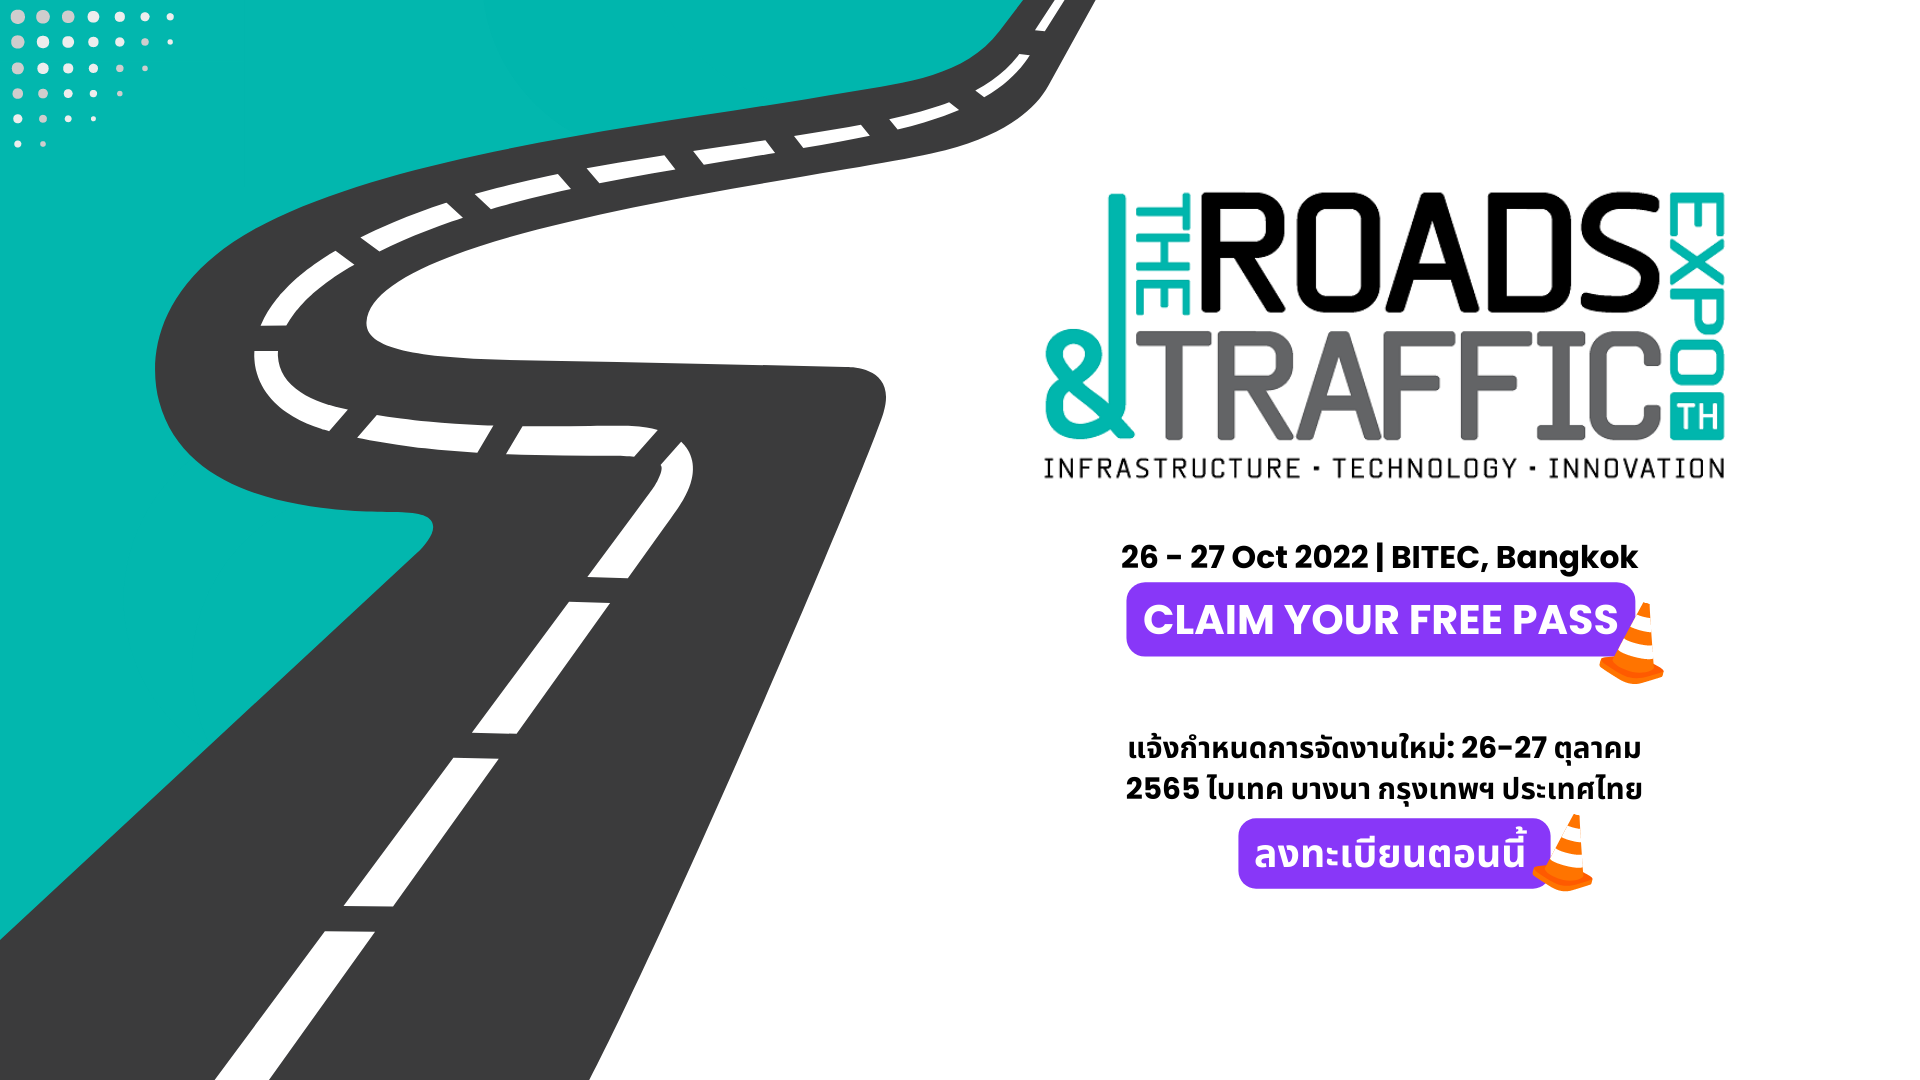 THE ROADS
& TRAFFIC
EXPO TH
INFRASTRUCTURE · TECHNOLOGY · INNOVATION
26 - 27 Oct 2022 | BITEC, Bangkok
CLAIM YOUR FREE PASS
แจ้งกำหนดการจัดงานใหม่: 26-27 ตุลาคม
2565 ไบเทค บางนา กรุงเทพฯ ประเทศไทย
ลงทะเบียนตอนนี้